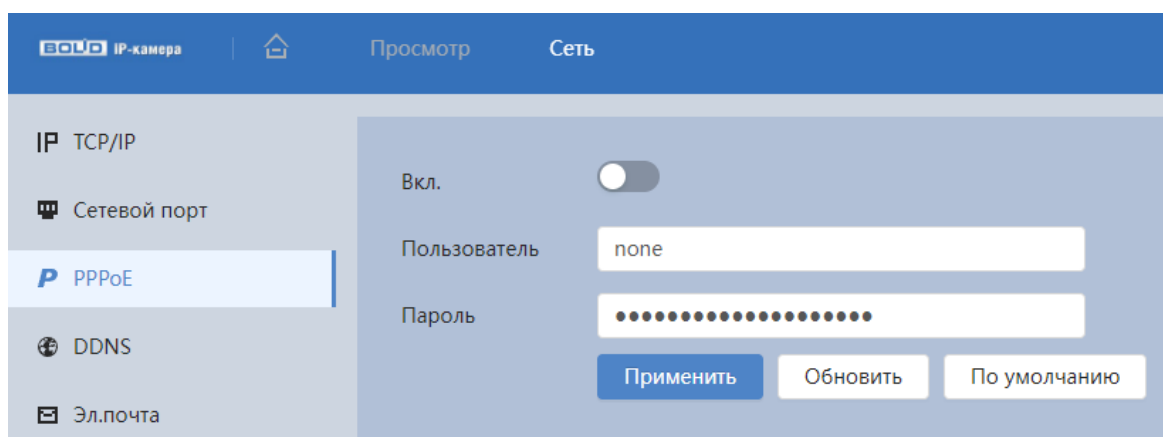 BOLID IP-камера Просмотр Сеть
TCP/IP
Сетевой порт
PPPoE
DDNS
Эл.почта
Вкл.
Пользователь none
Пароль ●●●●●●●●●●●●●●●●●●●●
Применить Обновить По умолчанию